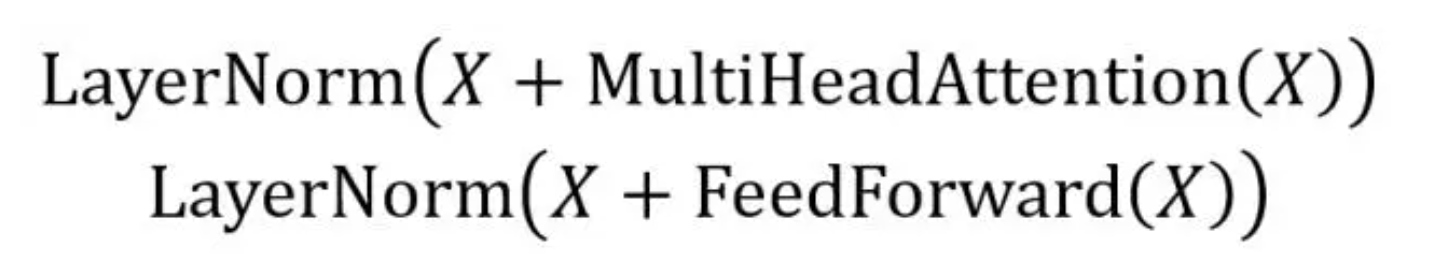 LayerNorm(X + MultiHeadAttention(X))
LayerNorm(X + FeedForward(X))